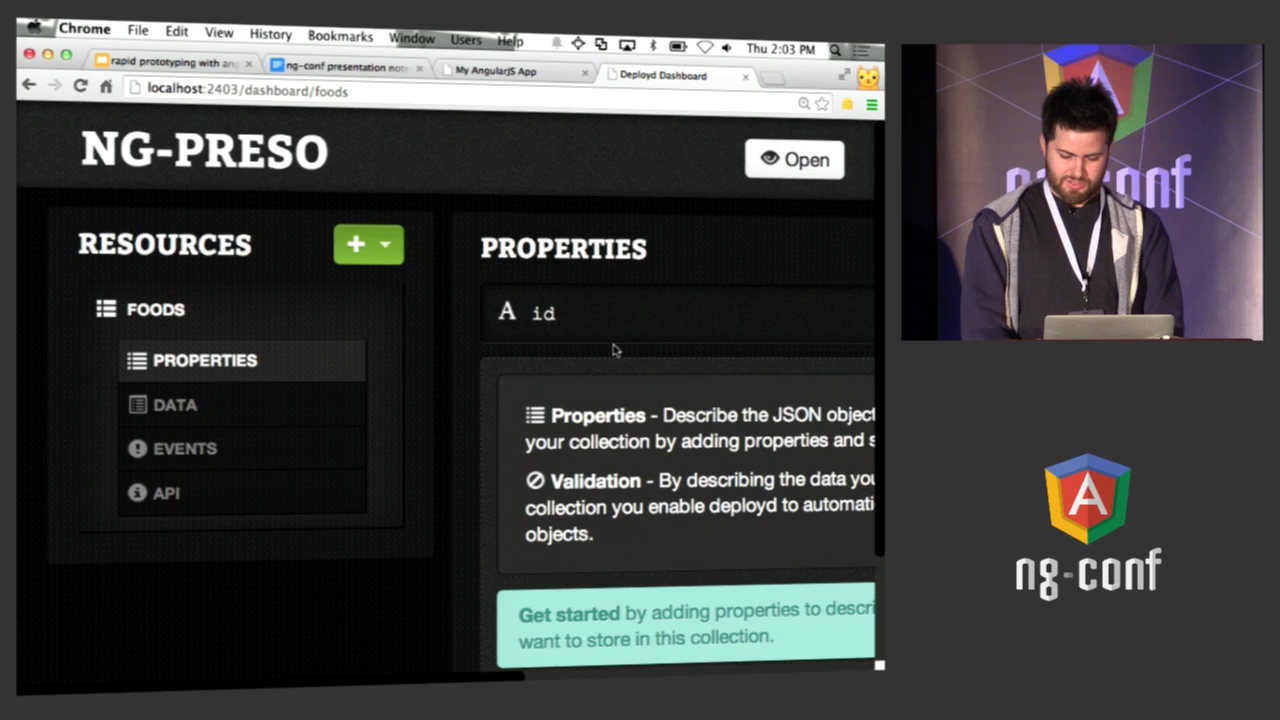 Chrome File Edit View History Bookmarks Window Users Help Thu 2:03 PM
rapid prototyping with an
ng-conf presentation note
My AngularJS App
Deployd Dashboard
localhost:2403/dashboard/foods
NG-PRESO
Open
RESOURCES
PROPERTIES
A id
FOODS
PROPERTIES
DATA
EVENTS
API
Properties - Describe the JSON object
your collection by adding properties and s
Validation - By describing the data you
collection you enable deployd to automati
objects.
Get started by adding properties to descri
want to store in this collection.
A
ng-conf
A
ng-conf